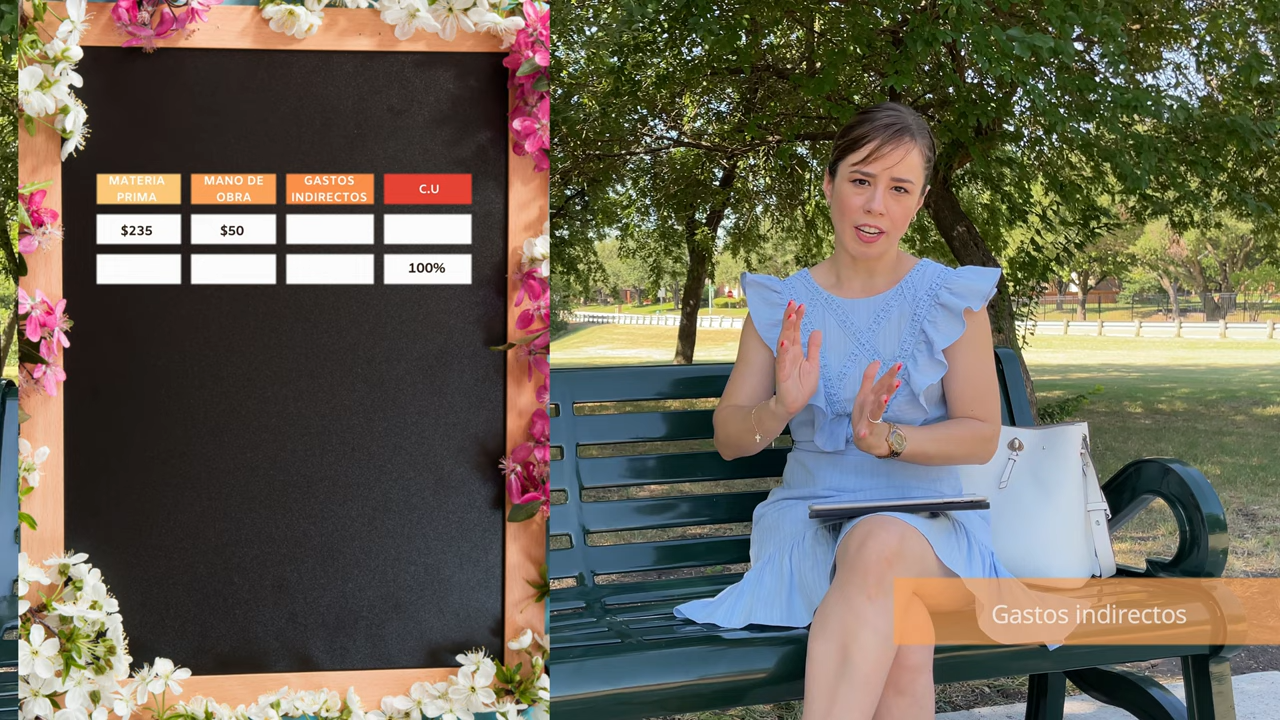 MATERIA PRIMA
MANO DE OBRA
GASTOS INDIRECTOS
C.U
$235
$50
100%
Gastos indirectos